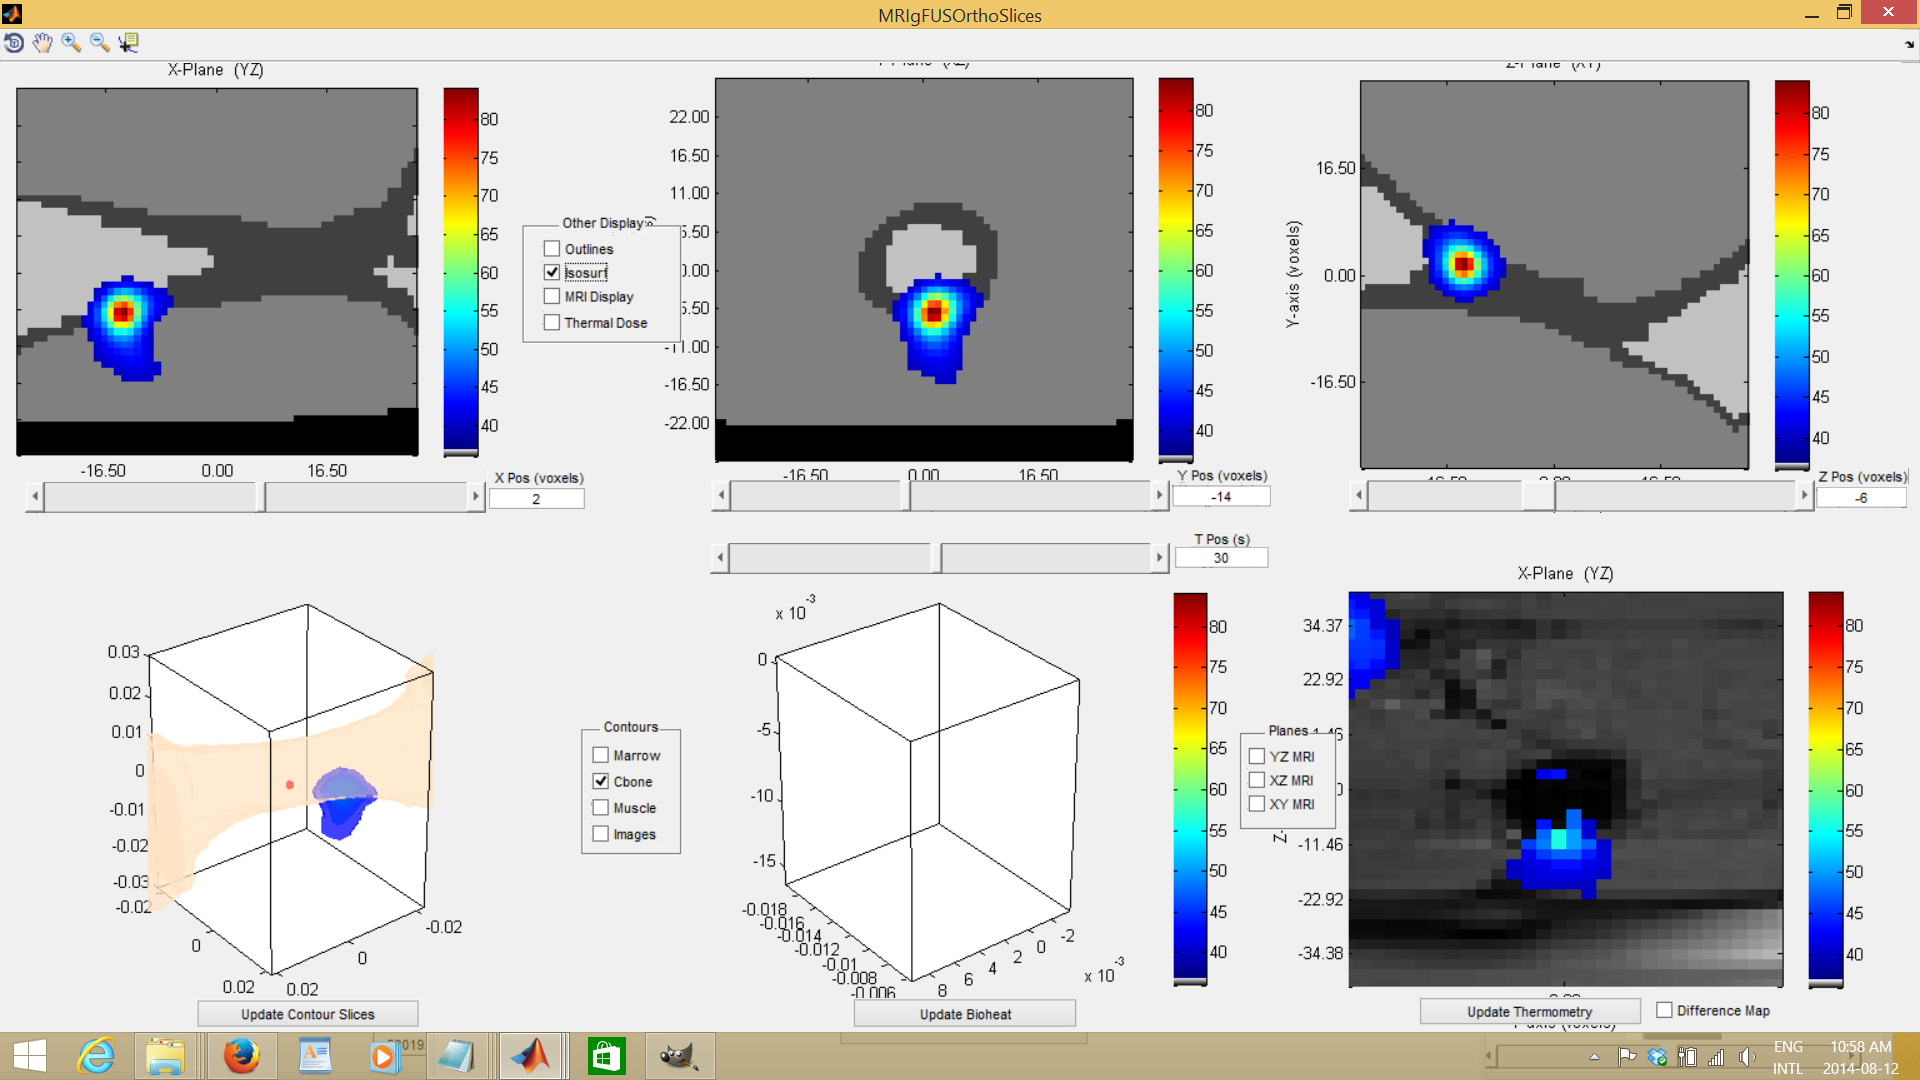 MRIgFUSOrthoSlices
X-Plane (YZ)
80
75
70
65
60
55
50
45
40
-16.50 0.00 16.50
X Pos (voxels)
2
Other Display
Outlines
Isosurf
MRI Display
Thermal Dose
22.00
16.50
11.00
5.50
0.00
-5.50
-11.00
-16.50
-22.00
-16.50 0.00 16.50
80
75
70
65
60
55
50
45
40
Y Pos (voxels)
-14
T Pos (s)
30
Z-Plane (XY)
Y-axis (voxels)
16.50
0.00
-16.50
80
75
70
65
60
55
50
45
40
Z Pos (voxels)
-6
0.03
0.02
0.01
0
-0.01
-0.02
-0.03
-0.02
0
0.02
0.02
0
-0.02
Update Contour Slices
Contours
Marrow
Cbone
Muscle
Images
x 10-3
0
-5
-10
-15
-0.018
-0.016
-0.014
-0.012
-0.01
-0.008
-0.006
8
6
4
2
0
-2
x 10-3
Update Bioheat
80
75
70
65
60
55
50
45
40
Planes
YZ MRI
XZ MRI
XY MRI
X-Plane (YZ)
34.37
22.92
-11.46
-22.92
-34.38
80
75
70
65
60
55
50
45
40
Update Thermometry
Difference Map
ENG
INTL
10:58 AM
2014-08-12